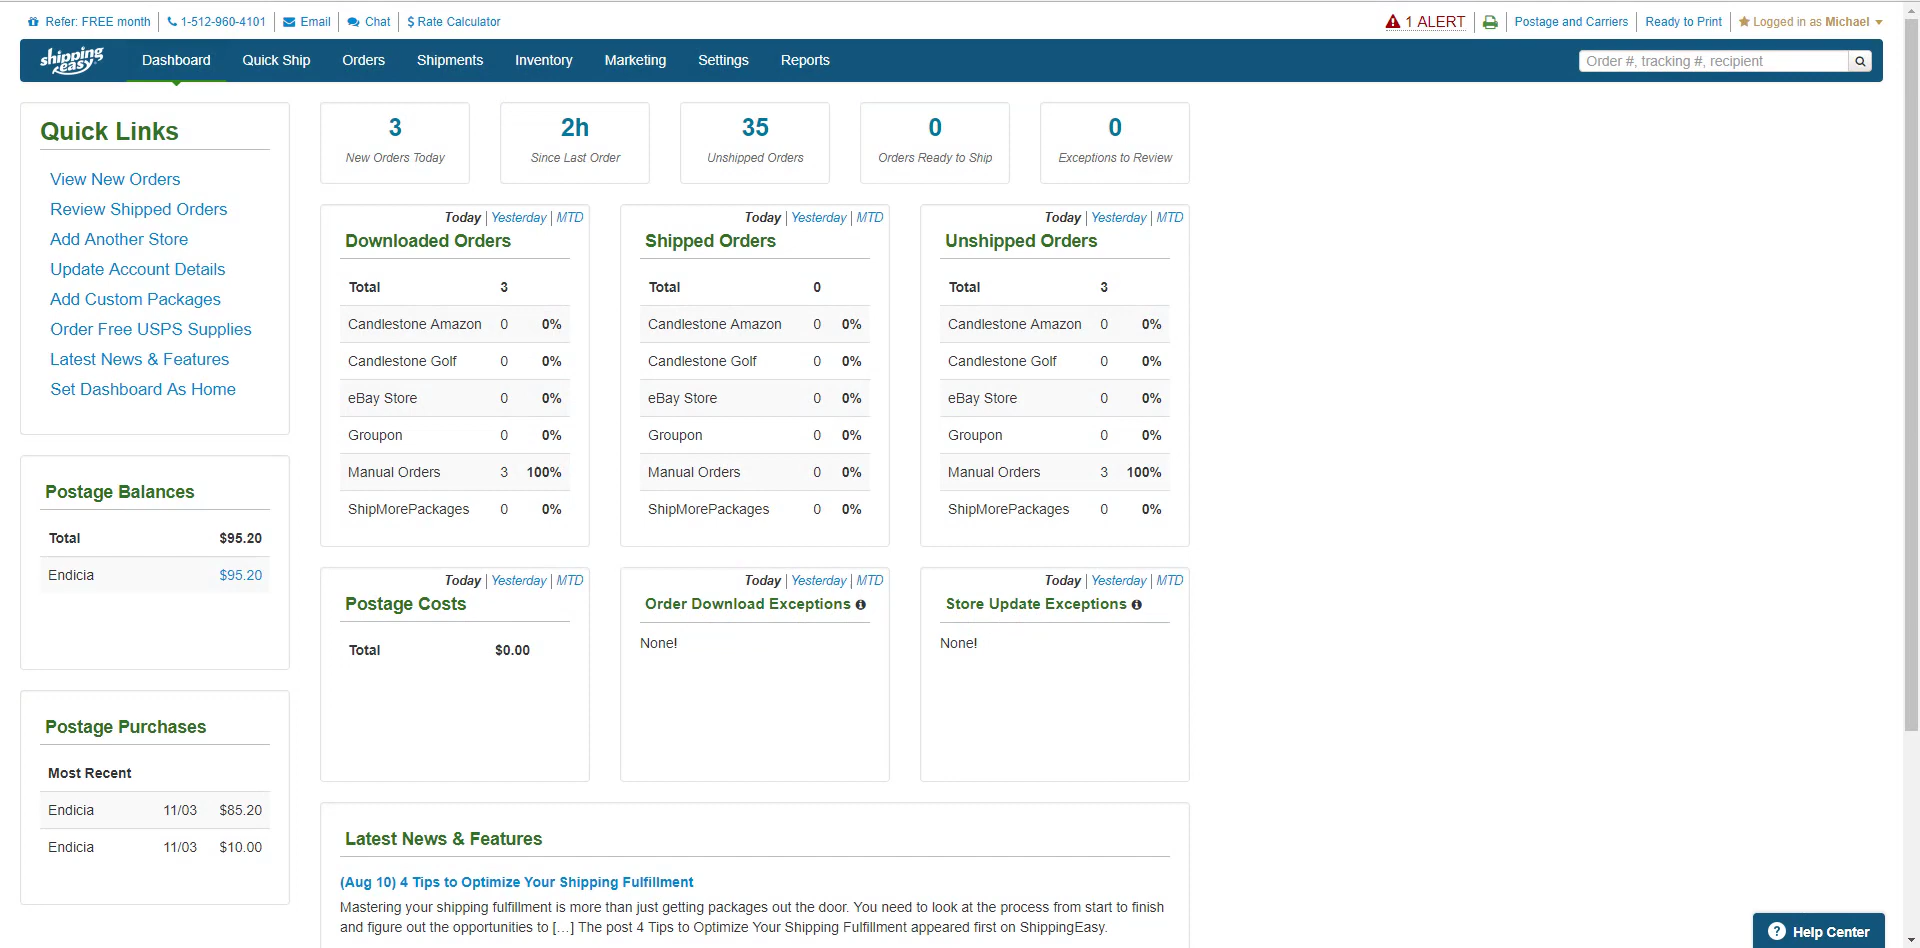 Refer: FREE month | 1-512-960-4101 | Email | Chat | $ Rate Calculator
1 ALERT | Postage and Carriers | Ready to Print | Logged in as Michael
shipping easy
Dashboard Quick Ship Orders Shipments Inventory Marketing Settings Reports
Order #, tracking #, recipient
Quick Links
View New Orders
Review Shipped Orders
Add Another Store
Update Account Details
Add Custom Packages
Order Free USPS Supplies
Latest News & Features
Set Dashboard As Home
Postage Balances
Total $95.20
Endicia $95.20
Postage Purchases
Most Recent
Endicia 11/03 $85.20
Endicia 11/03 $10.00
3
New Orders Today
2h
Since Last Order
35
Unshipped Orders
0
Orders Ready to Ship
0
Exceptions to Review
Today | Yesterday | MTD
Downloaded Orders
Total 3
Candlestone Amazon 0 0%
Candlestone Golf 0 0%
eBay Store 0 0%
Groupon 0 0%
Manual Orders 3 100%
ShipMorePackages 0 0%
Today | Yesterday | MTD
Shipped Orders
Total 0
Candlestone Amazon 0 0%
Candlestone Golf 0 0%
eBay Store 0 0%
Groupon 0 0%
Manual Orders 0 0%
ShipMorePackages 0 0%
Today | Yesterday | MTD
Unshipped Orders
Total 3
Candlestone Amazon 0 0%
Candlestone Golf 0 0%
eBay Store 0 0%
Groupon 0 0%
Manual Orders 3 100%
ShipMorePackages 0 0%
Today | Yesterday | MTD
Postage Costs
Total $0.00
Today | Yesterday | MTD
Order Download Exceptions
None!
Today | Yesterday | MTD
Store Update Exceptions
None!
Latest News & Features
(Aug 10) 4 Tips to Optimize Your Shipping Fulfillment
Mastering your shipping fulfillment is more than just getting packages out the door. You need to look at the process from start to finish
and figure out the opportunities to [...] The post 4 Tips to Optimize Your Shipping Fulfillment appeared first on ShippingEasy.
? Help Center